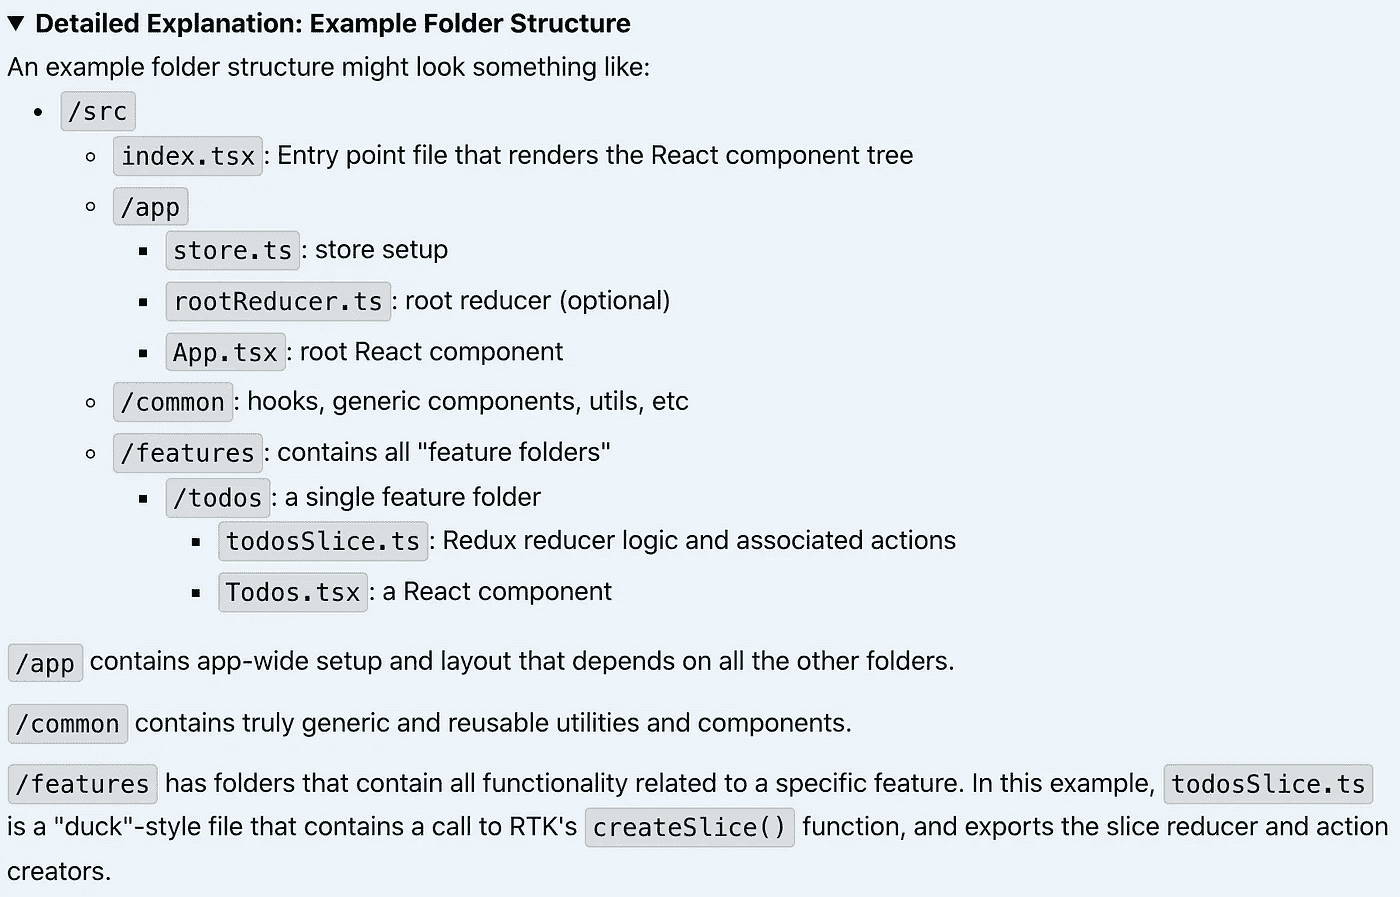 ▼ Detailed Explanation: Example Folder Structure
An example folder structure might look something like:
• /src
◦ index.tsx: Entry point file that renders the React component tree
◦ /app
▪ store.ts: store setup
▪ rootReducer.ts: root reducer (optional)
▪ App.tsx: root React component
◦ /common: hooks, generic components, utils, etc
◦ /features: contains all "feature folders"
▪ /todos: a single feature folder
▪ todosSlice.ts: Redux reducer logic and associated actions
▪ Todos.tsx: a React component
/app contains app-wide setup and layout that depends on all the other folders.
/common contains truly generic and reusable utilities and components.
/features has folders that contain all functionality related to a specific feature. In this example, todosSlice.ts
is a "duck"-style file that contains a call to RTK's createSlice() function, and exports the slice reducer and action
creators.